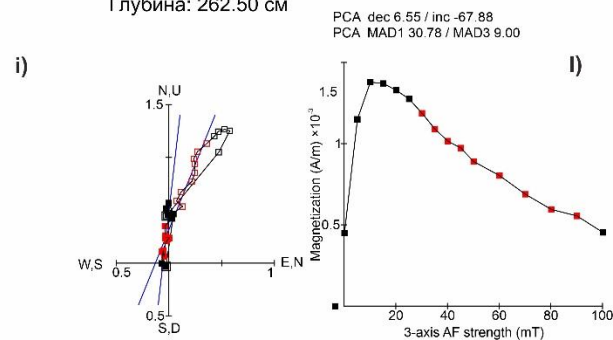 Глубина: 262.50 см
PCA dec 6.55 / inc -67.88
PCA MAD1 30.78 / MAD3 9.00
i)
l)
N,U
1.5
W,S
0.5
1
E,N
0.5
S,D
Magnetization (A/m) ×10⁻³
1.5
1
0.5
20 40 60 80 100
3-axis AF strength (mT)